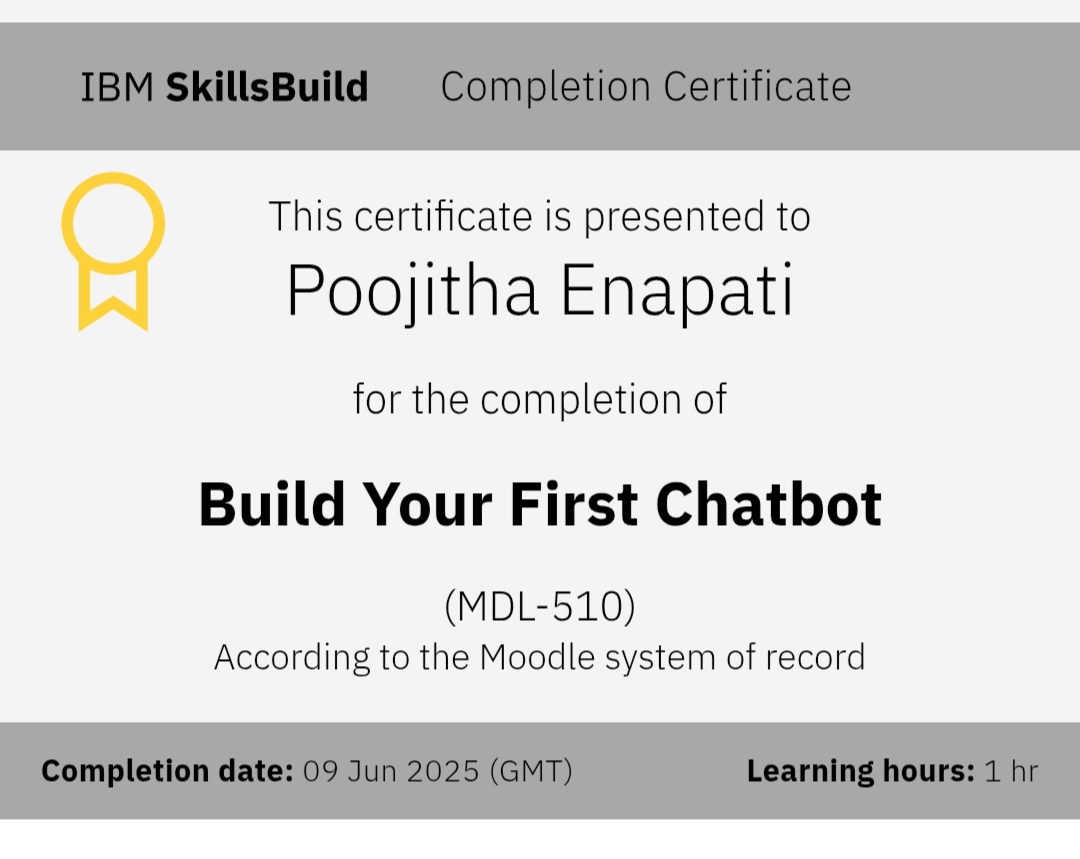 IBM SkillsBuild Completion Certificate
This certificate is presented to
Poojitha Enapati
for the completion of
Build Your First Chatbot
(MDL-510)
According to the Moodle system of record
Completion date: 09 Jun 2025 (GMT) Learning hours: 1 hr